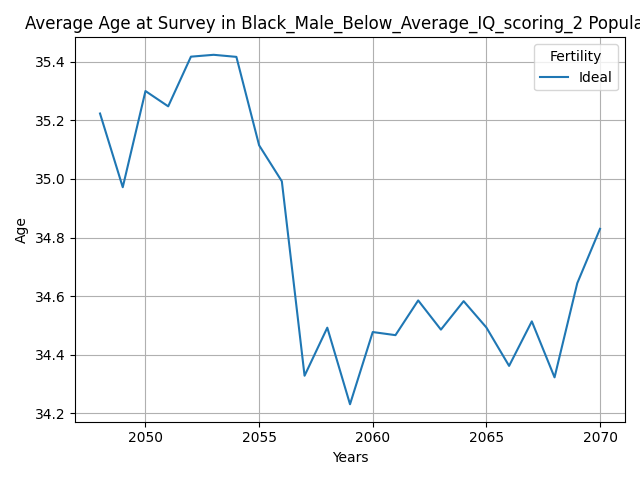 Average Age at Survey in Black_Male_Below_Average_IQ_scoring_2 Popula
Fertility
Ideal
35.4
35.2
35.0
34.8
34.6
34.4
34.2
Age
2050
2055
2060
2065
2070
Years